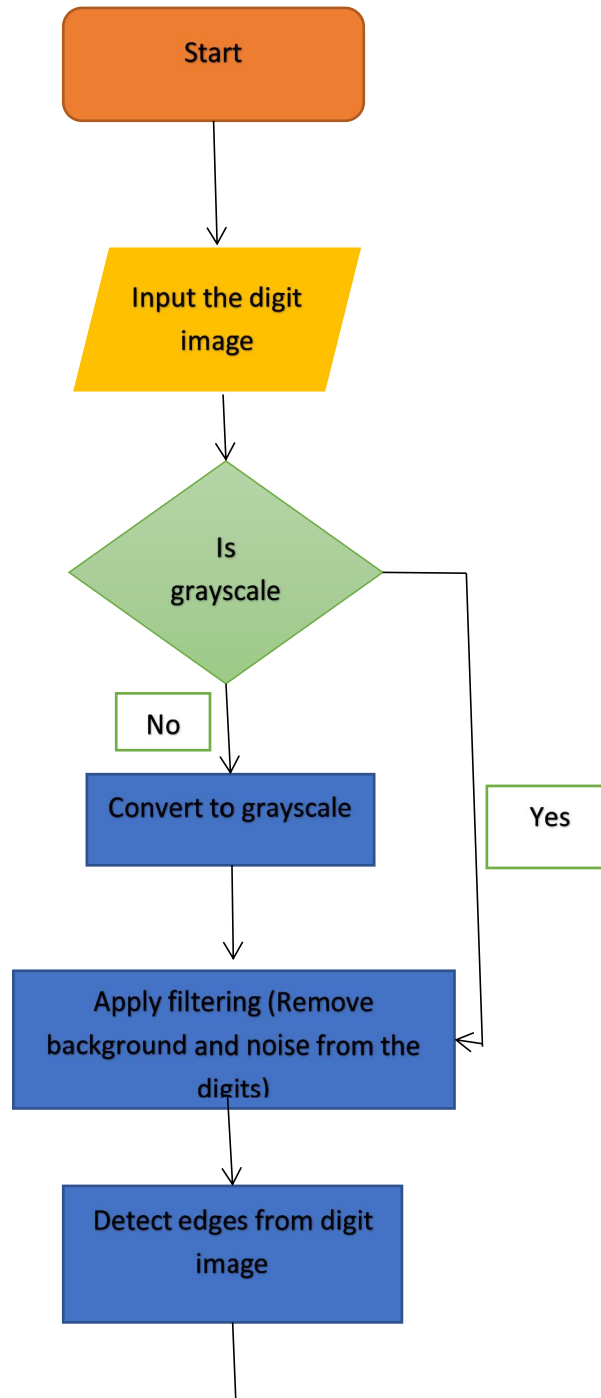 Start
Input the digit
image
Is
grayscale
No
Convert to grayscale
Yes
Apply filtering (Remove
background and noise from the
digits)
Detect edges from digit
image